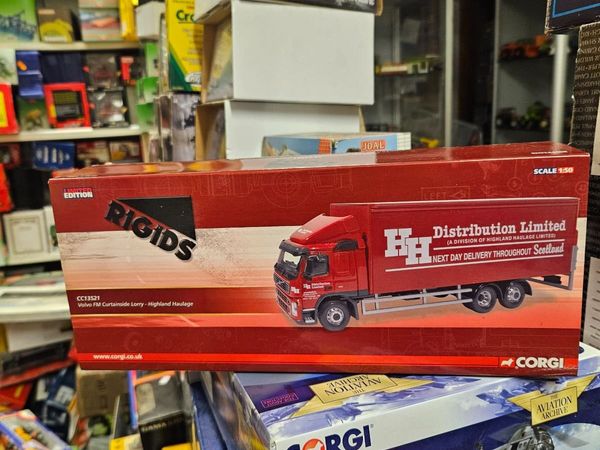 Cr
JOAL
LIMITED
EDITION
SCALE 1:50
RIGIDS
HH
Distribution Limited
(A DIVISION OF HIGHLAND HAULAGE LIMITED)
NEXT DAY DELIVERY THROUGHOUT Scotland
CC13521
Volvo FM Curtainside Lorry - Highland Haulage
www.corgi.co.uk
CORGI
THE
AVIATION
ARCHIVE
THE
AVIATION
ARCHIVE
CORGI